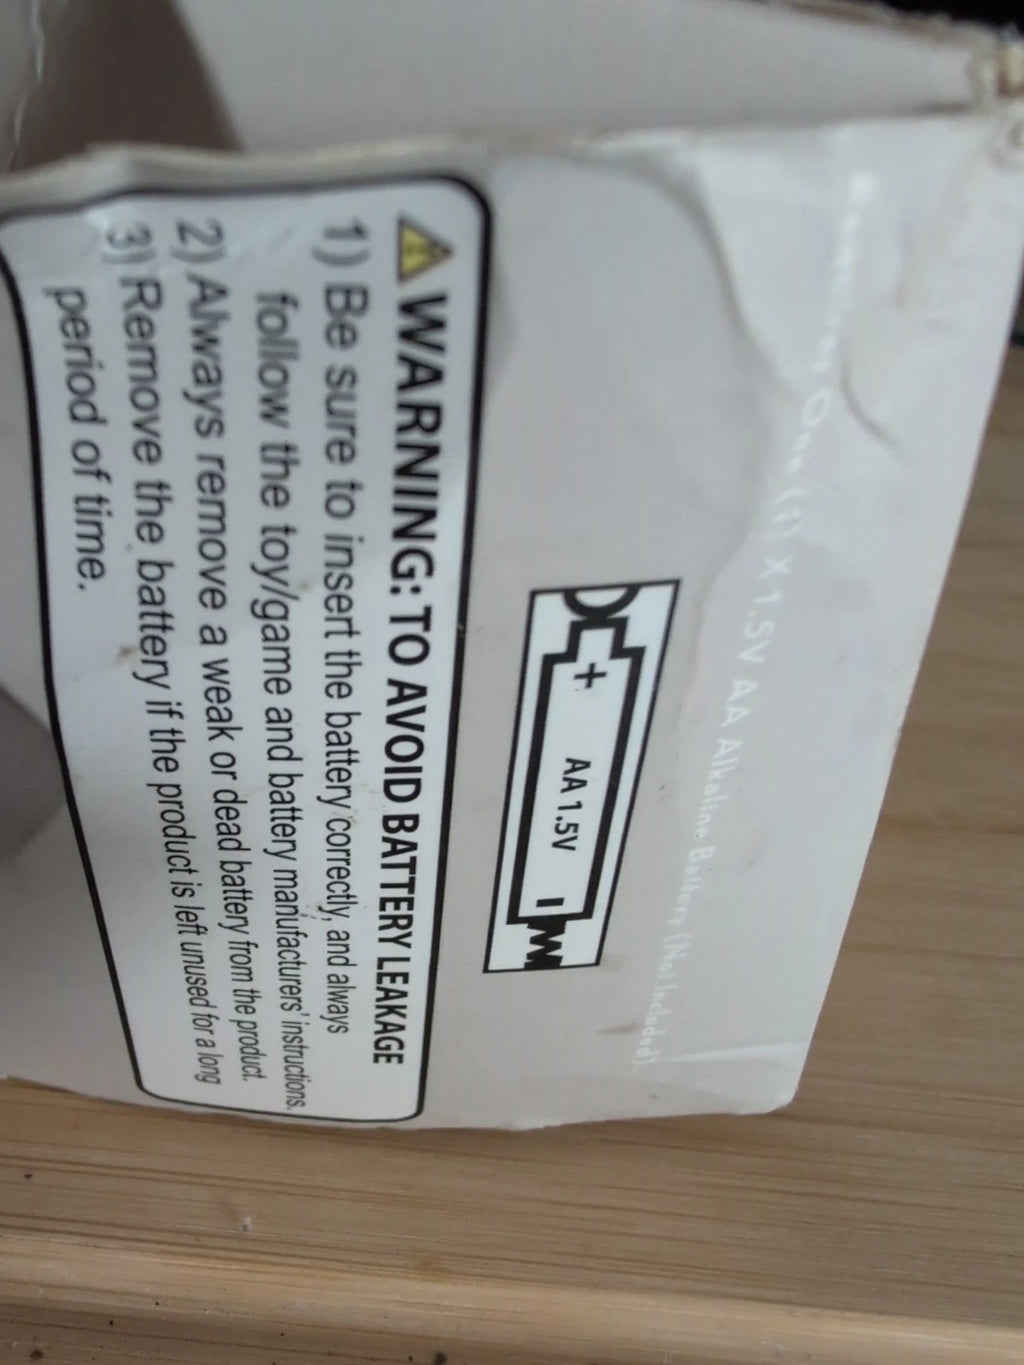 Requires One (1) X 1.5V AA Alkaline Battery (Not Included).
+ AA 1.5V -
WARNING: TO AVOID BATTERY LEAKAGE
1) Be sure to insert the battery correctly, and always
follow the toy/game and battery manufacturers' instructions.
2) Always remove a weak or dead battery from the product.
3) Remove the battery if the product is left unused for a long
period of time.